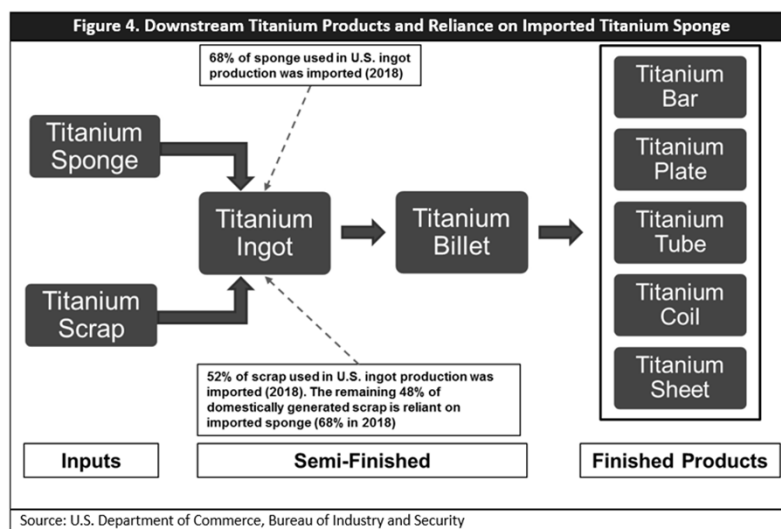 Figure 4. Downstream Titanium Products and Reliance on Imported Titanium Sponge
68% of sponge used in U.S. ingot
production was imported (2018)
Titanium
Sponge
Titanium
Scrap
Titanium
Ingot
Titanium
Billet
Titanium
Bar
Titanium
Plate
Titanium
Tube
Titanium
Coil
Titanium
Sheet
52% of scrap used in U.S. ingot production was
imported (2018). The remaining 48% of
domestically generated scrap is reliant on
imported sponge (68% in 2018)
Inputs
Semi-Finished
Finished Products
Source: U.S. Department of Commerce, Bureau of Industry and Security